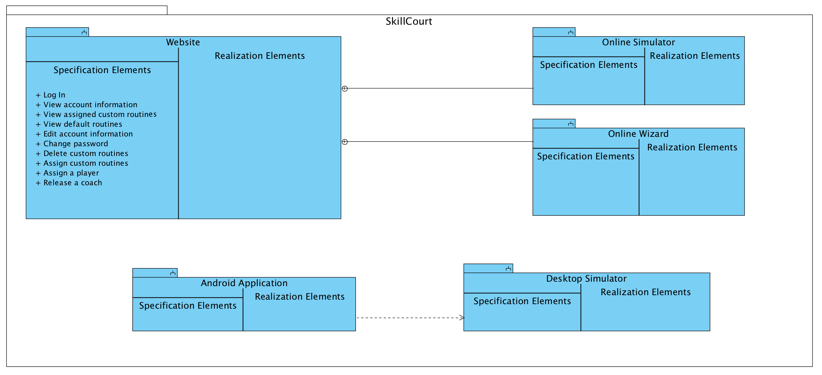 SkillCourt
Website
Specification Elements
Realization Elements
+ Log In
+ View account information
+ View assigned custom routines
+ View default routines
+ Edit account information
+ Change password
+ Delete custom routines
+ Assign custom routines
+ Assign a player
+ Release a coach
Online Simulator
Specification Elements
Realization Elements
Online Wizard
Specification Elements
Realization Elements
Android Application
Specification Elements
Realization Elements
Desktop Simulator
Specification Elements
Realization Elements